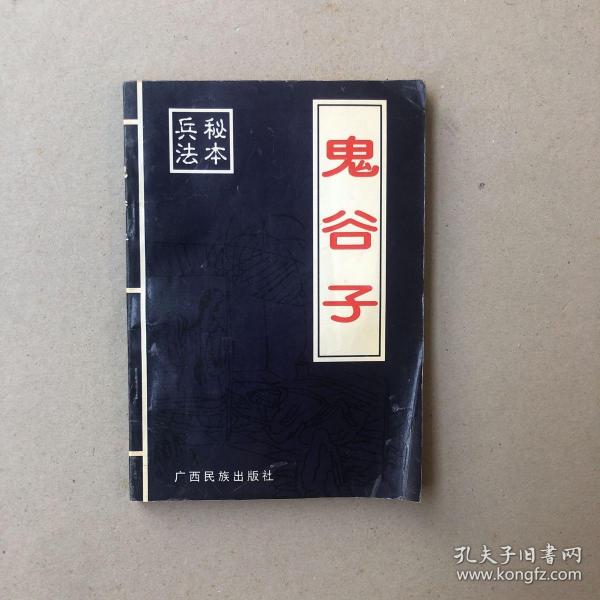 鬼谷子
秘本
兵法
广西民族出版社
孔夫子旧书网
www.kongfz.com